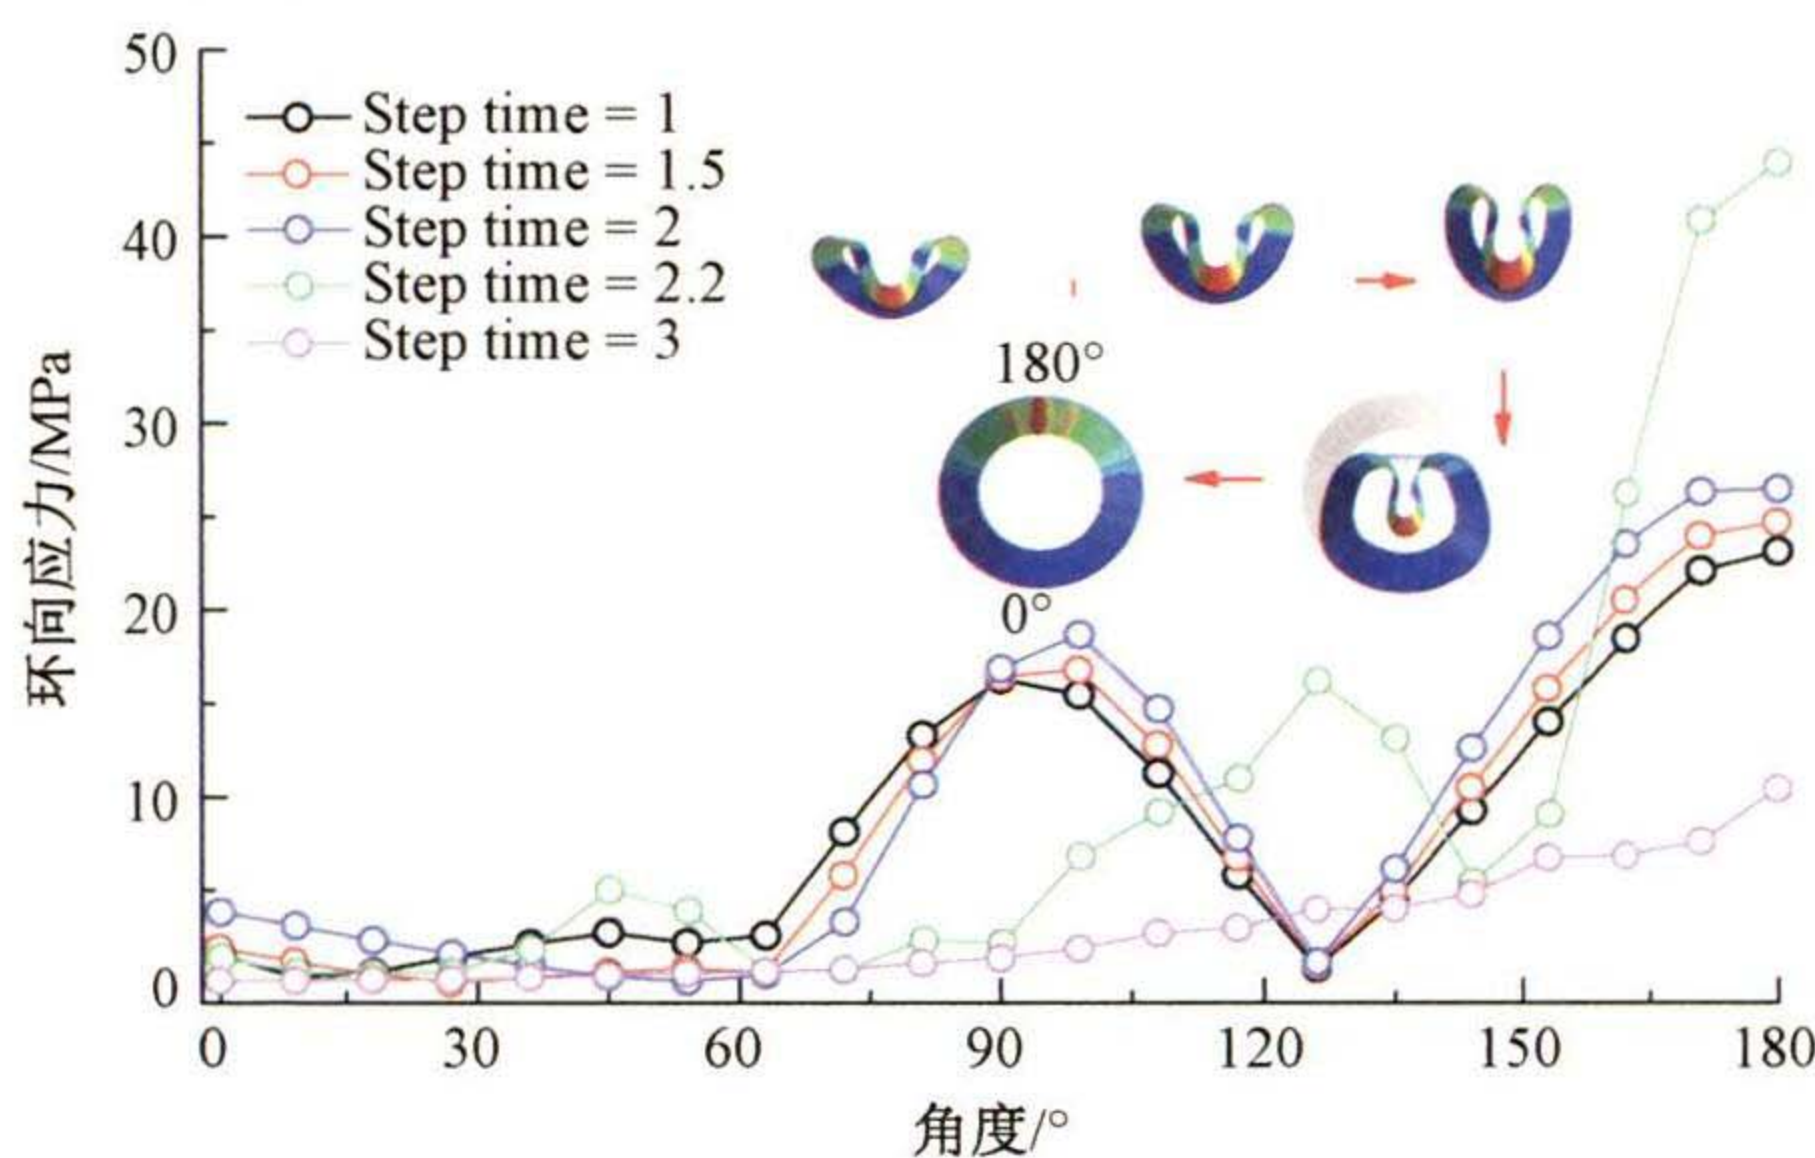 50
40
30
20
10
0
环向应力/MPa
Step time = 1
Step time = 1.5
Step time = 2
Step time = 2.2
Step time = 3
180°
0°
0 30 60 90 120 150 180
角度/°